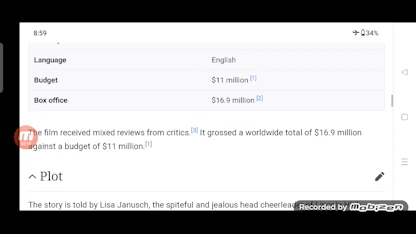 8:59
34%
Language English
Budget $11 million [1]
Box office $16.9 million [2]
The film received mixed reviews from critics.[3] It grossed a worldwide total of $16.9 million
against a budget of $11 million.[1]
Plot
The story is told by Lisa Janusch, the spiteful and jealous head cheerlea
Recorded by Mobizen